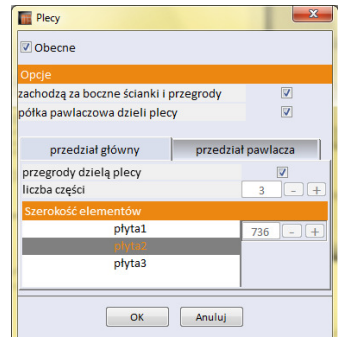 Plecy
Obecne
Opcje
zachodzą za boczne ścianki i przegrody
półka pawlaczowa dzieli plecy
przedział główny przedział pawlacza
przegrody dzielą plecy
liczba części 3 - +
Szerokość elementów
płyta1 736 - +
płyta2
płyta3
OK Anuluj